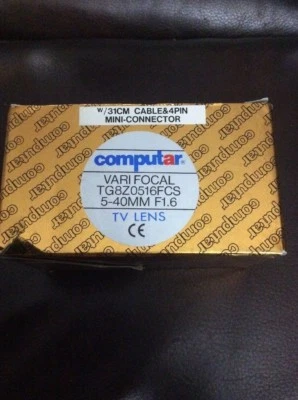 W/31CM CABLE&4PIN
MINI-CONNECTOR
computar
VARI FOCAL
TG8Z0516FCS
5-40MM F1.6
TV LENS
CE